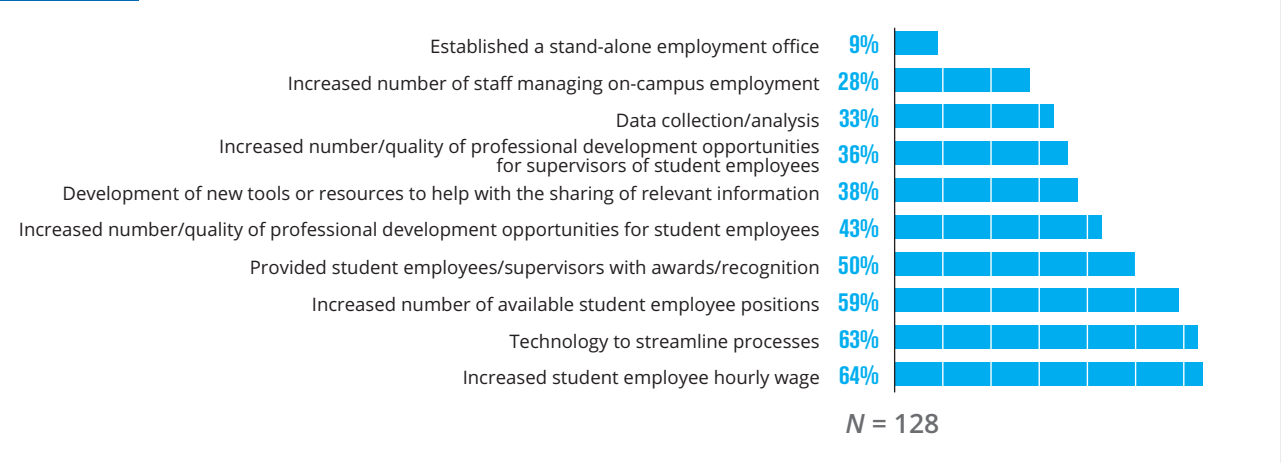 Established a stand-alone employment office 9%
Increased number of staff managing on-campus employment 28%
Data collection/analysis 33%
Increased number/quality of professional development opportunities
for supervisors of student employees 36%
Development of new tools or resources to help with the sharing of relevant information 38%
Increased number/quality of professional development opportunities for student employees 43%
Provided student employees/supervisors with awards/recognition 50%
Increased number of available student employee positions 59%
Technology to streamline processes 63%
Increased student employee hourly wage 64%
N = 128